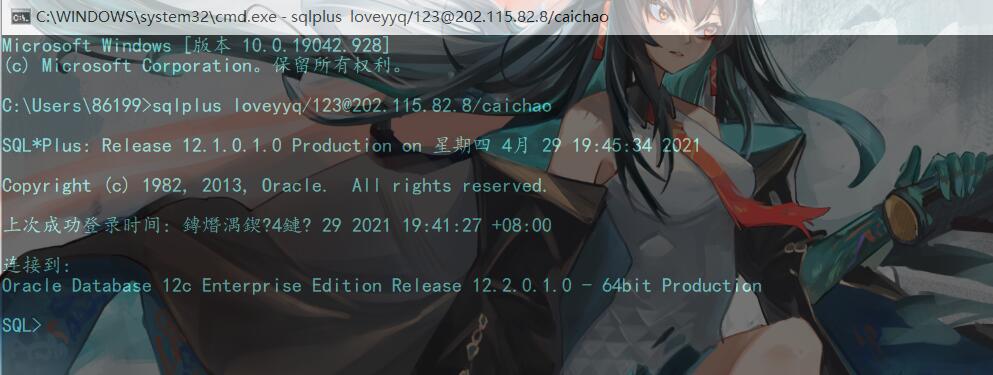 C:\WINDOWS\system32\cmd.exe - sqlplus loveyyq/123@202.115.82.8/caichao
Microsoft Windows [版本 10.0.19042.928]
(c) Microsoft Corporation。保留所有权利。
C:\Users\86199>sqlplus loveyyq/123@202.115.82.8/caichao
SQL*Plus: Release 12.1.0.1.0 Production on 星期四 4月 29 19:45:34 2021
Copyright (c) 1982, 2013, Oracle.  All rights reserved.
上次成功登录时间: 鏄熸湡鍥?4鏈? 29 2021 19:41:27 +08:00
连接到:
Oracle Database 12c Enterprise Edition Release 12.2.0.1.0 - 64bit Production
SQL>